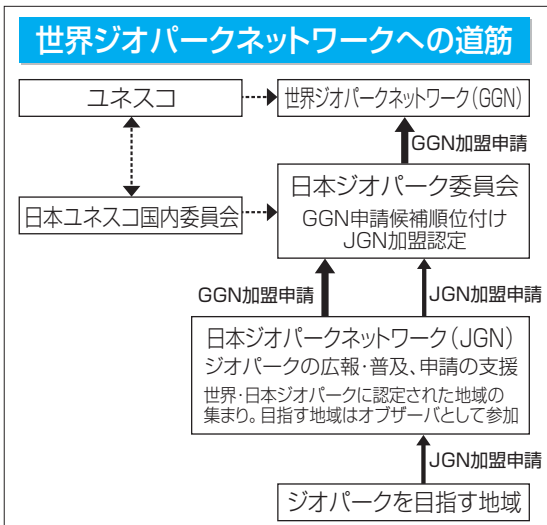 世界ジオパークネットワークへの道筋
ユネスコ
世界ジオパークネットワーク(GGN)
GGN加盟申請
日本ユネスコ国内委員会
日本ジオパーク委員会
GGN申請候補順位付け
JGN加盟認定
GGN加盟申請
JGN加盟申請
日本ジオパークネットワーク(JGN)
ジオパークの広報・普及、申請の支援
世界・日本ジオパークに認定された地域の
集まり。目指す地域はオブザーバとして参加
JGN加盟申請
ジオパークを目指す地域